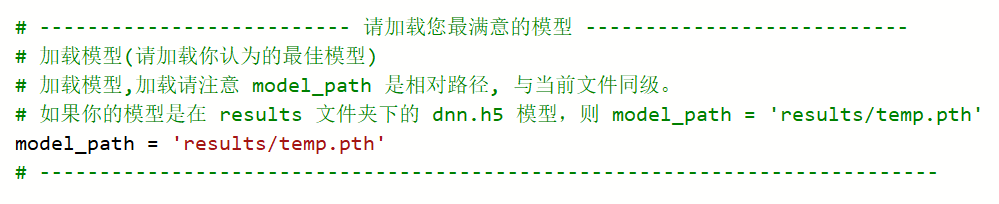 # -------------------------- 请加载您最满意的模型 ---------------------------
# 加载模型(请加载你认为的最佳模型)
# 加载模型,加载请注意 model_path 是相对路径, 与当前文件同级。
# 如果你的模型是在 results 文件夹下的 dnn.h5 模型，则 model_path = 'results/temp.pth'
model_path = 'results/temp.pth'
# ---------------------------------------------------------------------------